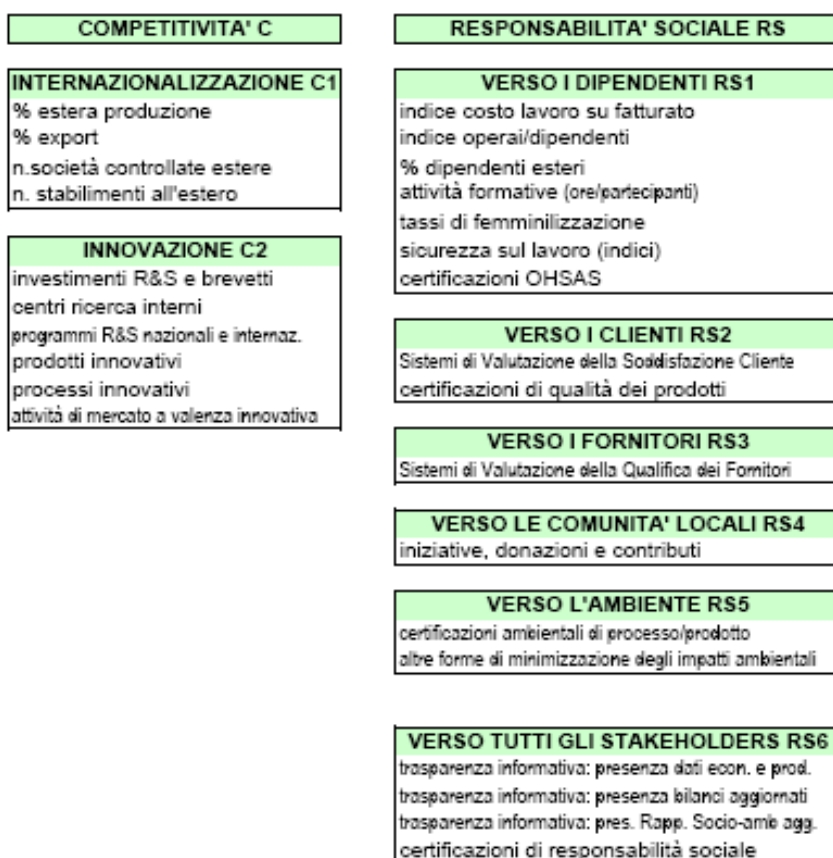 COMPETITIVITA' C
INTERNAZIONALIZZAZIONE C1
% estera produzione
% export
n.società controllate estere
n. stabilimenti all'estero
INNOVAZIONE C2
investimenti R&S e brevetti
centri ricerca interni
programmi R&S nazionali e internaz.
prodotti innovativi
processi innovativi
attività di mercato a valenza innovativa
RESPONSABILITA' SOCIALE RS
VERSO I DIPENDENTI RS1
indice costo lavoro su fatturato
indice operai/dipendenti
% dipendenti esteri
attività formative (ore/partecipanti)
tassi di femminilizzazione
sicurezza sul lavoro (indici)
certificazioni OHSAS
VERSO I CLIENTI RS2
Sistemi di Valutazione della Soddisfazione Cliente
certificazioni di qualità dei prodotti
VERSO I FORNITORI RS3
Sistemi di Valutazione della Qualifica dei Fornitori
VERSO LE COMUNITA' LOCALI RS4
iniziative, donazioni e contributi
VERSO L'AMBIENTE RS5
certificazioni ambientali di processo/prodotto
altre forme di minimizzazione degli impatti ambientali
VERSO TUTTI GLI STAKEHOLDERS RS6
trasparenza informativa: presenza dati econ. e prod.
trasparenza informativa: presenza bilanci aggiornati
trasparenza informativa: pres. Rapp. Socio-amb agg.
certificazioni di responsabilità sociale